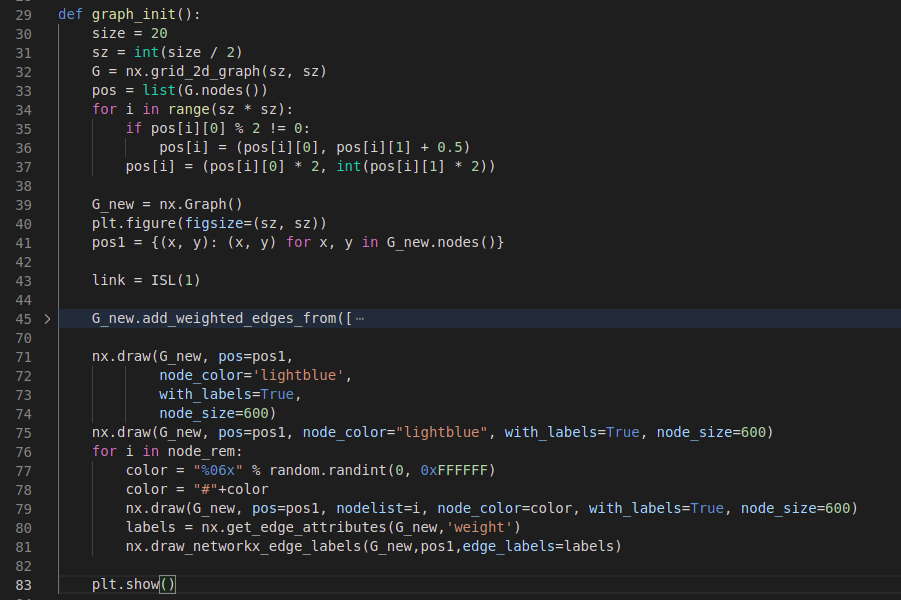 29 def graph_init():
30     size = 20
31     sz = int(size / 2)
32     G = nx.grid_2d_graph(sz, sz)
33     pos = list(G.nodes())
34     for i in range(sz * sz):
35         if pos[i][0] % 2 != 0:
36             pos[i] = (pos[i][0], pos[i][1] + 0.5)
37         pos[i] = (pos[i][0] * 2, int(pos[i][1] * 2))
38
39     G_new = nx.Graph()
40     plt.figure(figsize=(sz, sz))
41     pos1 = {(x, y): (x, y) for x, y in G_new.nodes()}
42
43     link = ISL(1)
44
45 >   G_new.add_weighted_edges_from([ ⋯
70
71     nx.draw(G_new, pos=pos1,
72             node_color='lightblue',
73             with_labels=True,
74             node_size=600)
75     nx.draw(G_new, pos=pos1, node_color="lightblue", with_labels=True, node_size=600)
76     for i in node_rem:
77         color = "%06x" % random.randint(0, 0xFFFFFF)
78         color = "#"+color
79         nx.draw(G_new, pos=pos1, nodelist=i, node_color=color, with_labels=True, node_size=600)
80         labels = nx.get_edge_attributes(G_new,'weight')
81         nx.draw_networkx_edge_labels(G_new,pos1,edge_labels=labels)
82
83     plt.show()